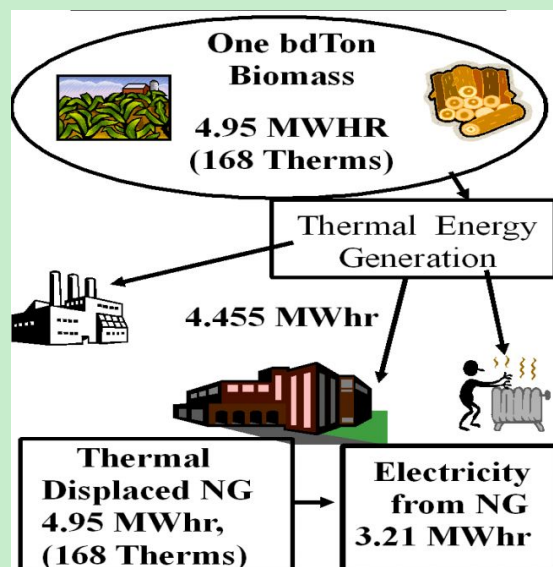 One bdTon
Biomass
4.95 MWHR
(168 Therms)
Thermal Energy
Generation
4.455 MWhr
Thermal
Displaced NG
4.95 MWhr,
(168 Therms)
Electricity
from NG
3.21 MWhr